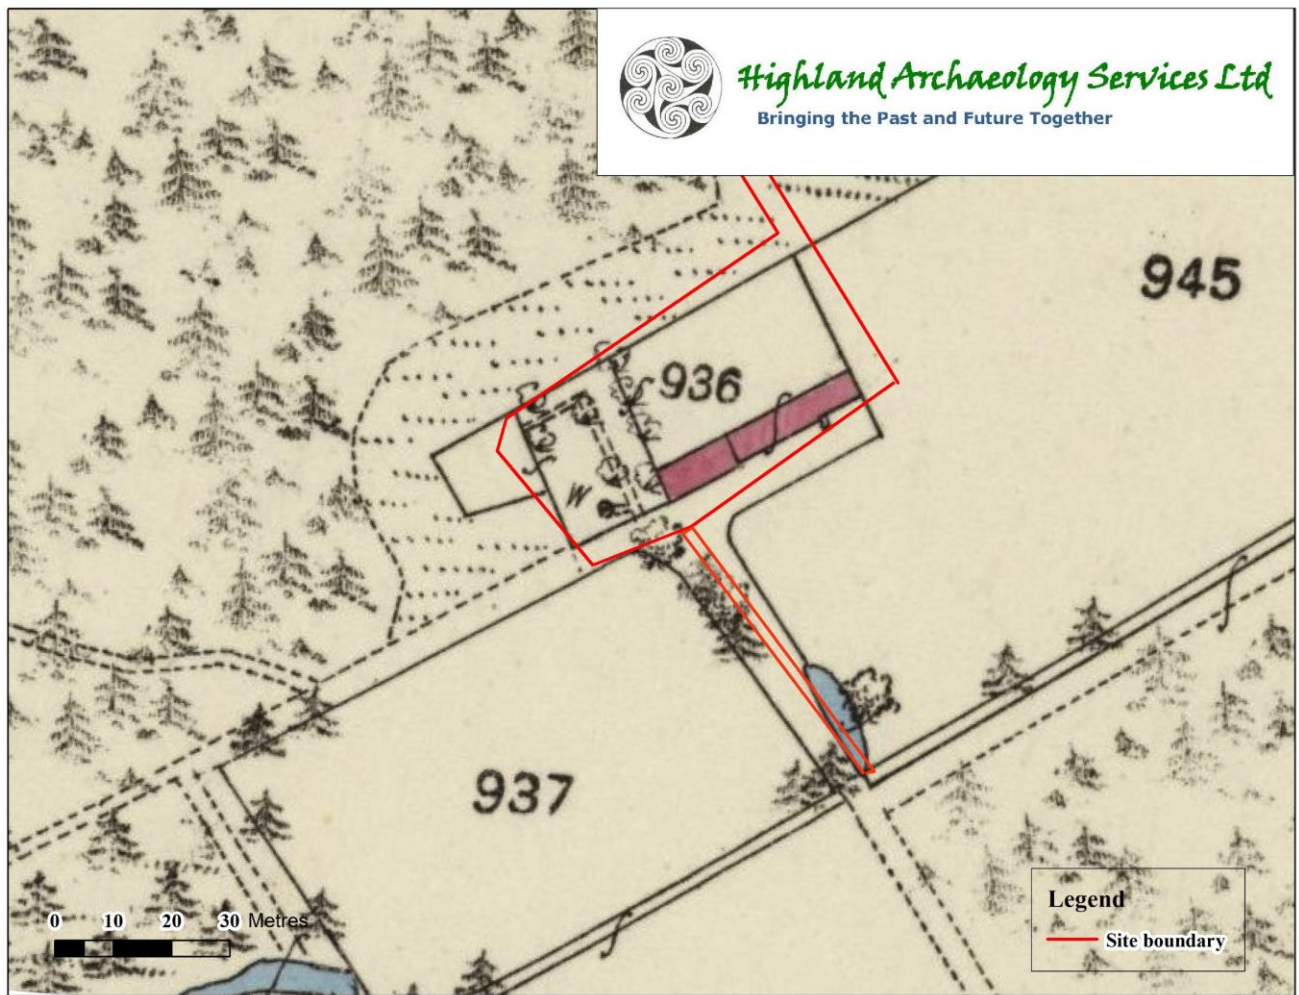 Highland Archaeology Services Ltd
Bringing the Past and Future Together
945
936
W
937
0 10 20 30 Metres
Legend
Site boundary